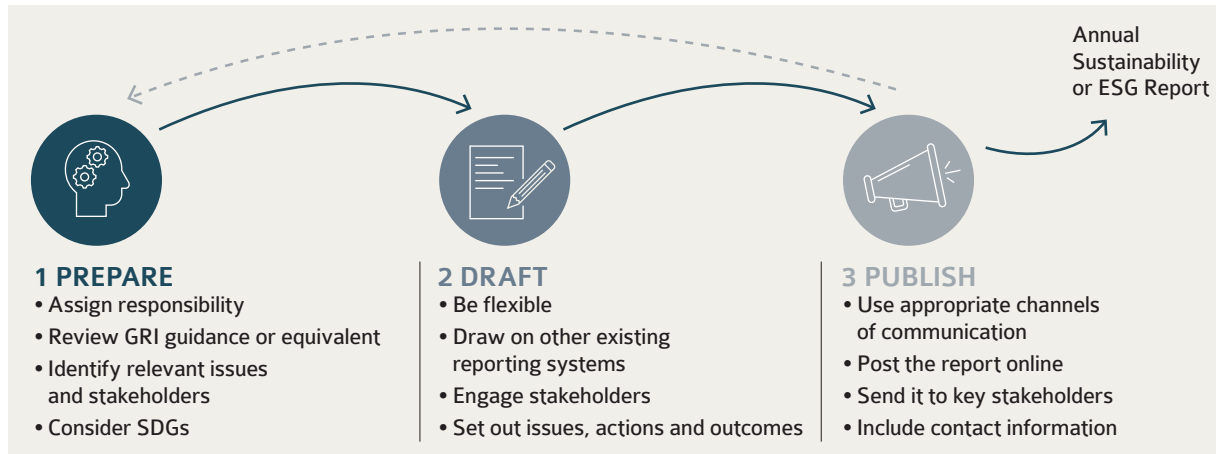 Annual
Sustainability
or ESG Report
1 PREPARE
• Assign responsibility
• Review GRI guidance or equivalent
• Identify relevant issues
and stakeholders
• Consider SDGs
2 DRAFT
• Be flexible
• Draw on other existing
reporting systems
• Engage stakeholders
• Set out issues, actions and outcomes
3 PUBLISH
• Use appropriate channels
of communication
• Post the report online
• Send it to key stakeholders
• Include contact information